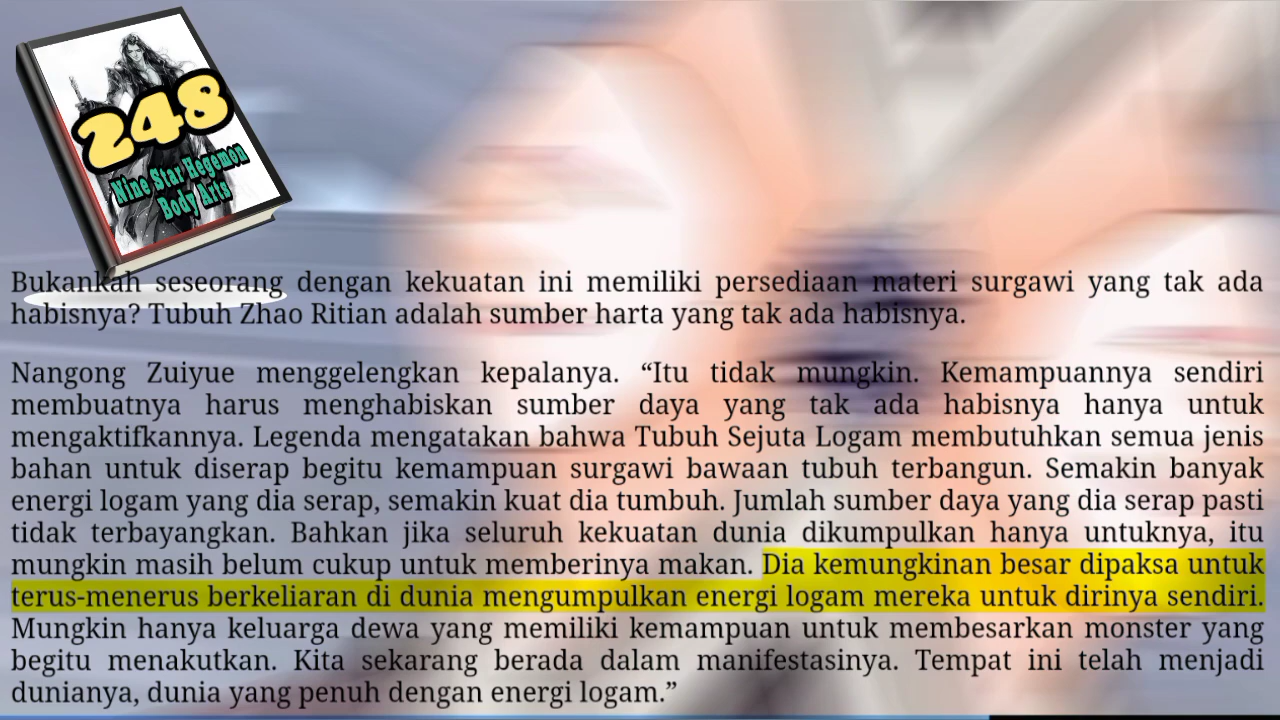 248
Nine Star Hegemon
Body Arts
Bukankah seseorang dengan kekuatan ini memiliki persediaan materi surgawi yang tak ada
habisnya? Tubuh Zhao Ritian adalah sumber harta yang tak ada habisnya.
Nangong Zuiyue menggelengkan kepalanya. “Itu tidak mungkin. Kemampuannya sendiri
membuatnya harus menghabiskan sumber daya yang tak ada habisnya hanya untuk
mengaktifkannya. Legenda mengatakan bahwa Tubuh Sejuta Logam membutuhkan semua jenis
bahan untuk diserap begitu kemampuan surgawi bawaan tubuh terbangun. Semakin banyak
energi logam yang dia serap, semakin kuat dia tumbuh. Jumlah sumber daya yang dia serap pasti
tidak terbayangkan. Bahkan jika seluruh kekuatan dunia dikumpulkan hanya untuknya, itu
mungkin masih belum cukup untuk memberinya makan. Dia kemungkinan besar dipaksa untuk
terus-menerus berkeliaran di dunia mengumpulkan energi logam mereka untuk dirinya sendiri.
Mungkin hanya keluarga dewa yang memiliki kemampuan untuk membesarkan monster yang
begitu menakutkan. Kita sekarang berada dalam manifestasinya. Tempat ini telah menjadi
dunianya, dunia yang penuh dengan energi logam.”